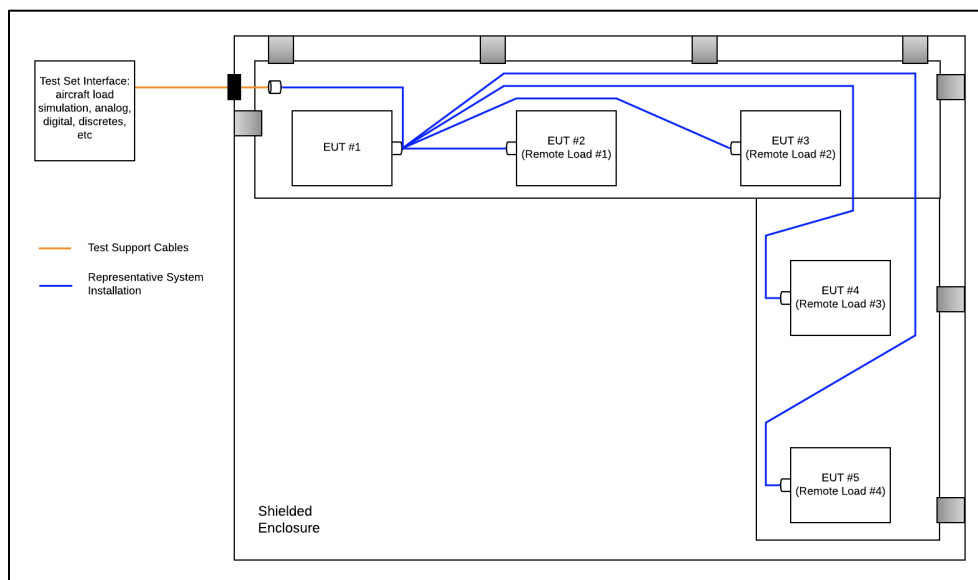 Test Set Interface:
aircraft load
simulation, analog,
digital, discretes,
etc
EUT #1
EUT #2
(Remote Load #1)
EUT #3
(Remote Load #2)
Test Support Cables
Representative System
Installation
EUT #4
(Remote Load #3)
EUT #5
(Remote Load #4)
Shielded
Enclosure